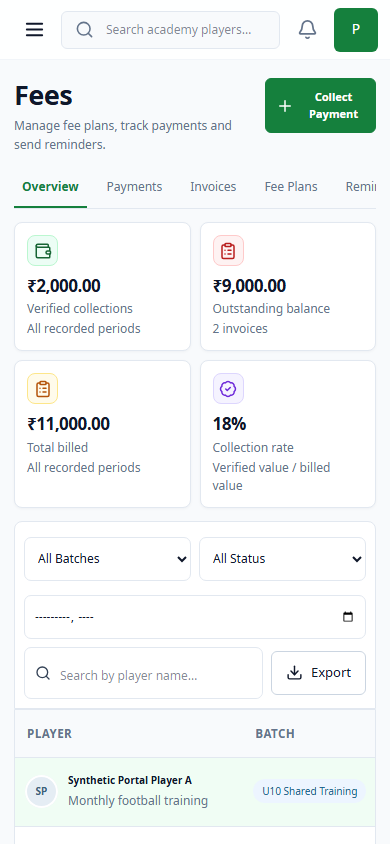 Search academy players...
P
Fees
Manage fee plans, track payments and
send reminders.
Collect
Payment
Overview
Payments
Invoices
Fee Plans
₹2,000.00
Verified collections
All recorded periods
₹9,000.00
Outstanding balance
2 invoices
₹11,000.00
Total billed
All recorded periods
18%
Collection rate
Verified value / billed
value
All Batches
All Status
---------, ----
Search by player name...
Export
PLAYER
BATCH
SP
Synthetic Portal Player A
Monthly football training
U10 Shared Training